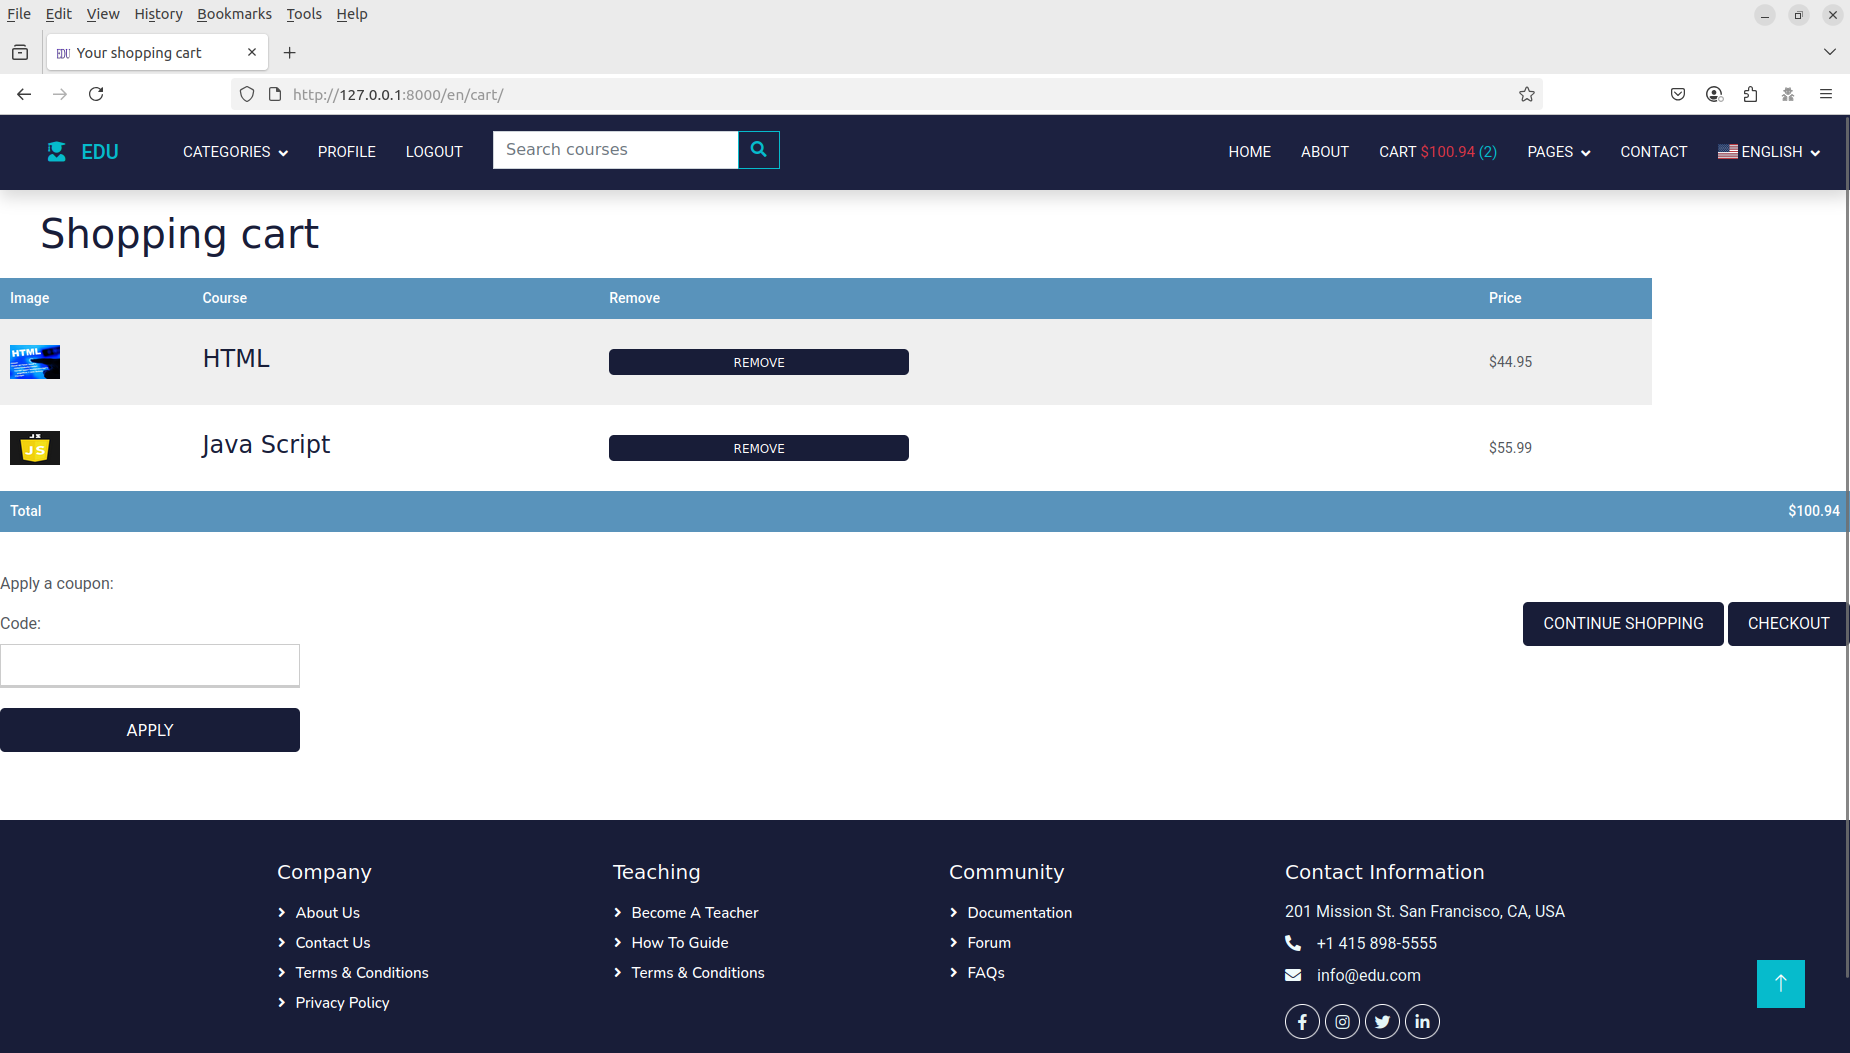 File Edit View History Bookmarks Tools Help
EDU Your shopping cart
http://127.0.0.1:8000/en/cart/
EDU CATEGORIES PROFILE LOGOUT Search courses HOME ABOUT CART $100.94 (2) PAGES CONTACT ENGLISH
Shopping cart
Image Course Remove Price
HTML HTML REMOVE $44.95
JS JS Java Script REMOVE $55.99
Total $100.94
Apply a coupon:
Code:
CONTINUE SHOPPING CHECKOUT
APPLY
Company Teaching Community Contact Information
About Us Become A Teacher Documentation 201 Mission St. San Francisco, CA, USA
Contact Us How To Guide Forum +1 415 898-5555
Terms & Conditions Terms & Conditions FAQs info@edu.com
Privacy Policy